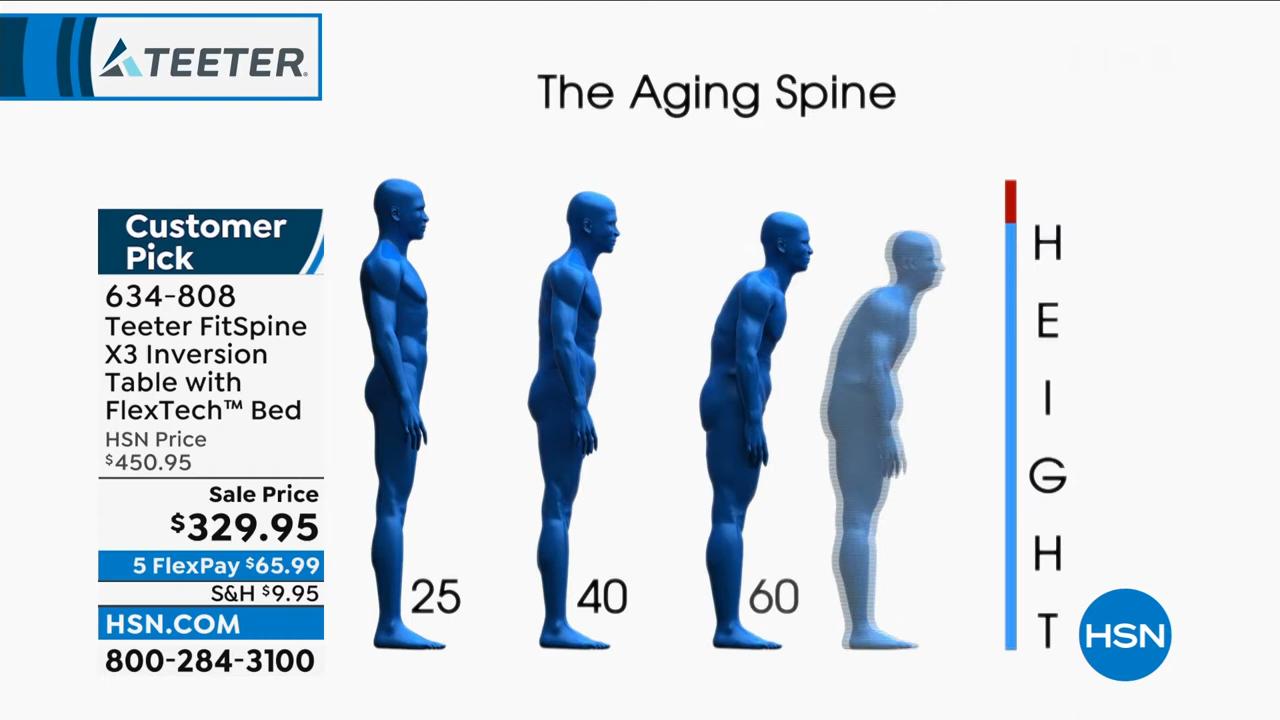 TEETER®
The Aging Spine
Customer
Pick
634-808
Teeter FitSpine
X3 Inversion
Table with
FlexTech™ Bed
HSN Price
$450.95
Sale Price
$329.95
5 FlexPay $65.99
S&H $9.95
HSN.COM
800-284-3100
25
40
60
H
E
I
G
H
T
HSN